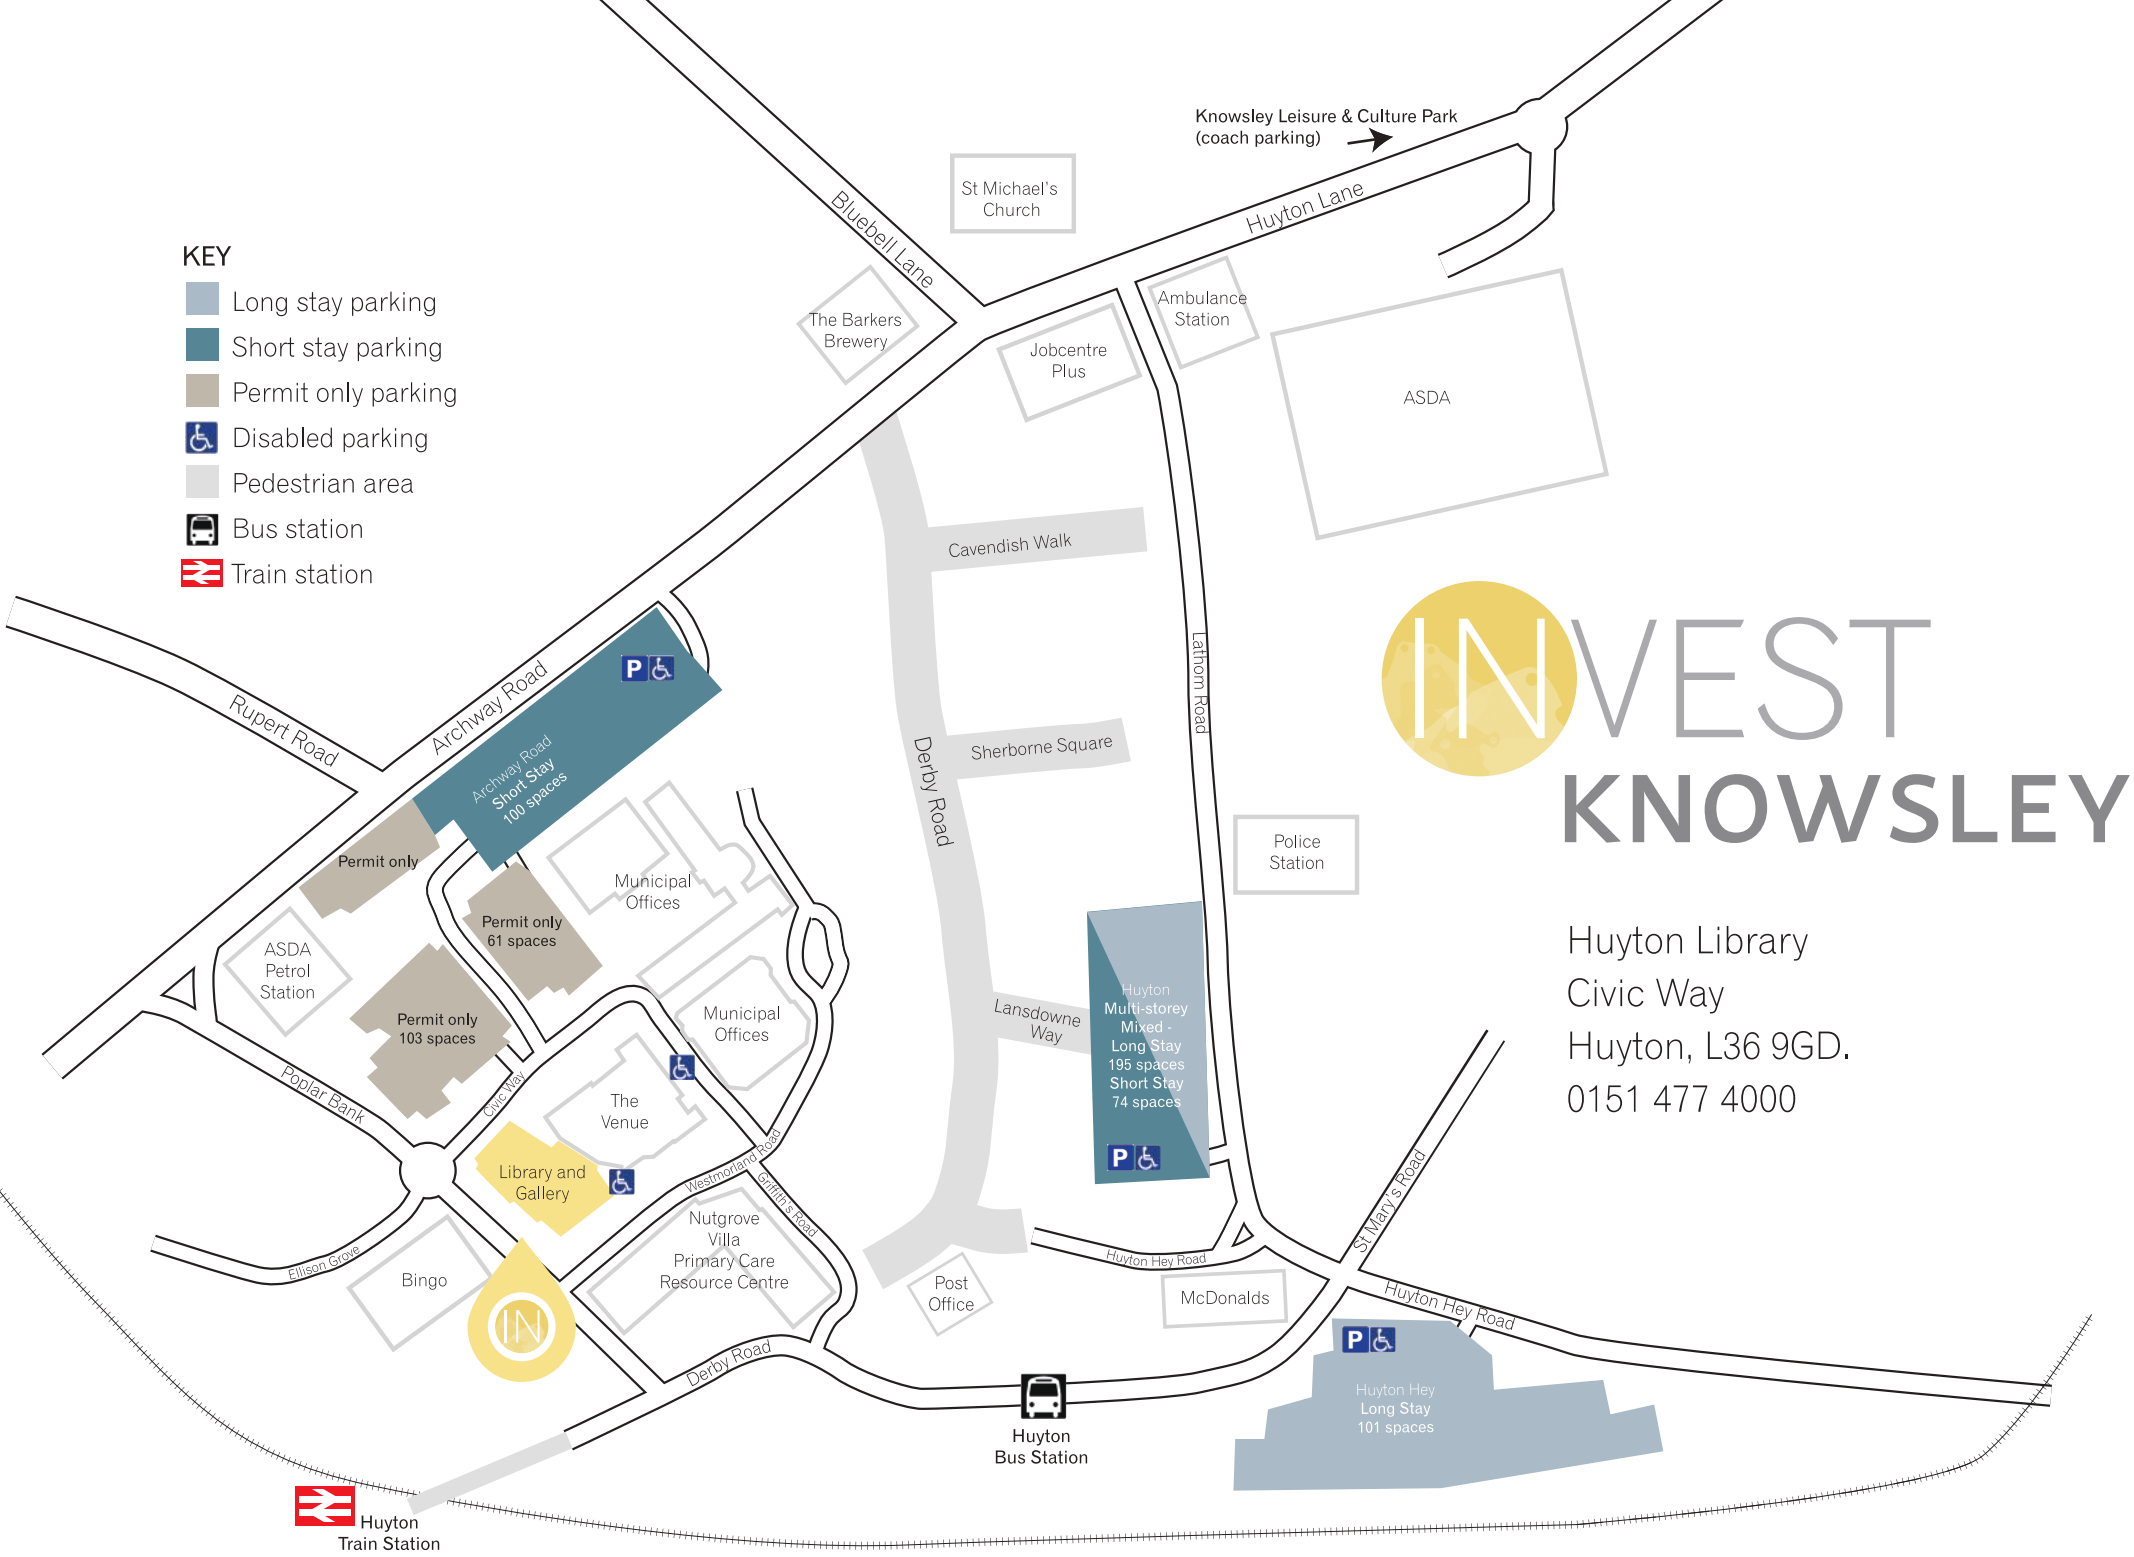 Knowsley Leisure & Culture Park
(coach parking)
St Michael's
Church
Huyton Lane
Bluebell Lane
KEY
Long stay parking
Short stay parking
Permit only parking
Disabled parking
Pedestrian area
Bus station
Train station
The Barkers
Brewery
Jobcentre
Plus
Ambulance
Station
ASDA
Cavendish Walk
Rupert Road
Archway Road
P
Archway Road
Short Stay
100 spaces
Derby Road
Sherborne Square
Lathom Road
INVEST
KNOWSLEY
Permit only
Permit only
61 spaces
Municipal
Offices
Police
Station
ASDA
Petrol
Station
Permit only
103 spaces
Municipal
Offices
Lansdowne
Way
Huyton
Multi-storey
Mixed -
Long Stay
195 spaces
Short Stay
74 spaces
P
Huyton Library
Civic Way
Huyton, L36 9GD.
0151 477 4000
Poplar Bank
Civic Way
The
Venue
Library and
Gallery
Westmorland Road
Griffith's Road
Nutgrove
Villa
Primary Care
Resource Centre
Ellison Grove
Bingo
IN
Post
Office
Huyton Hey Road
McDonalds
St Mary's Road
Huyton Hey Road
P
Huyton Hey
Long Stay
101 spaces
Derby Road
Huyton
Bus Station
Huyton
Train Station